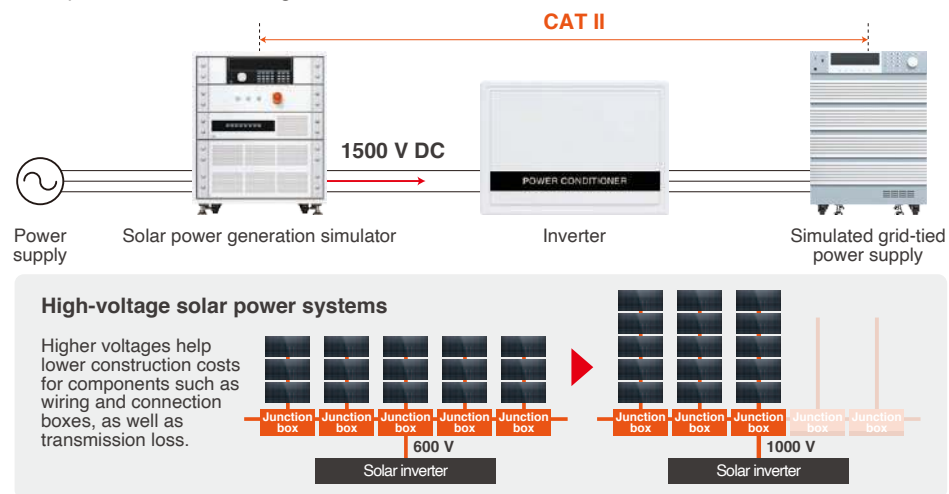 CAT II
1500 V DC
POWER CONDITIONER
Power
supply
Solar power generation simulator
Inverter
Simulated grid-tied
power supply
High-voltage solar power systems
Higher voltages help
lower construction costs
for components such as
wiring and connection
boxes, as well as
transmission loss.
Junction
box
Junction
box
Junction
box
Junction
box
Junction
box
600 V
Solar inverter
Junction
box
Junction
box
Junction
box
Junction
box
Junction
box
1000 V
Solar inverter